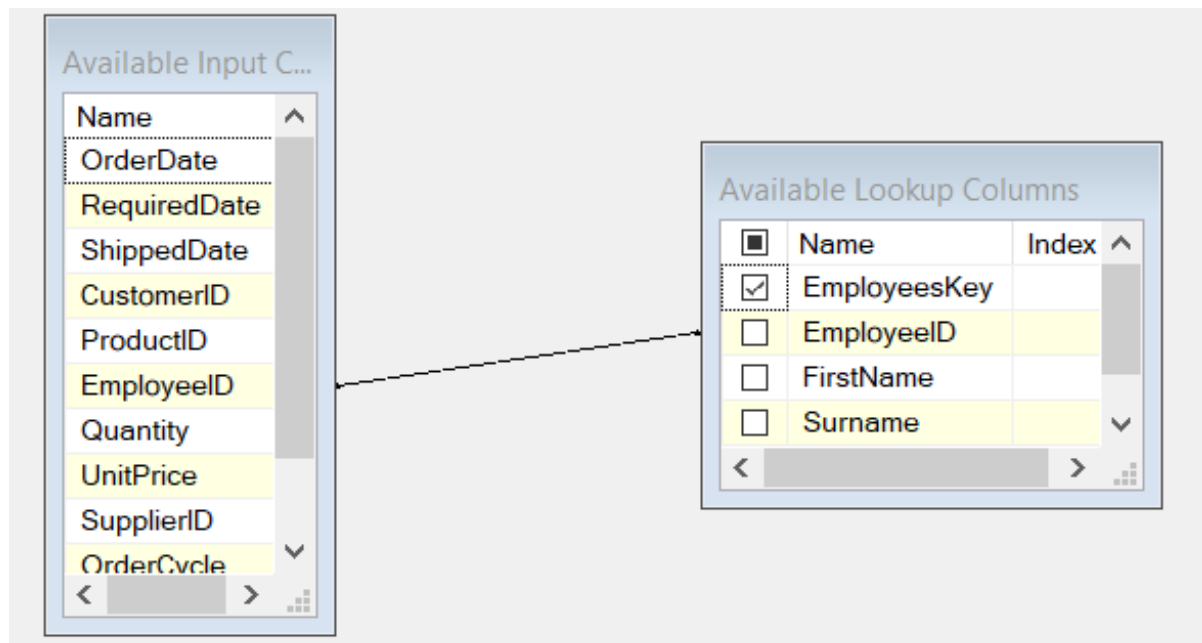 Available Input C...
Name
OrderDate
RequiredDate
ShippedDate
CustomerID
ProductID
EmployeeID
Quantity
UnitPrice
SupplierID
OrderCycle
Available Lookup Columns
Name Index
EmployeesKey
EmployeeID
FirstName
Surname